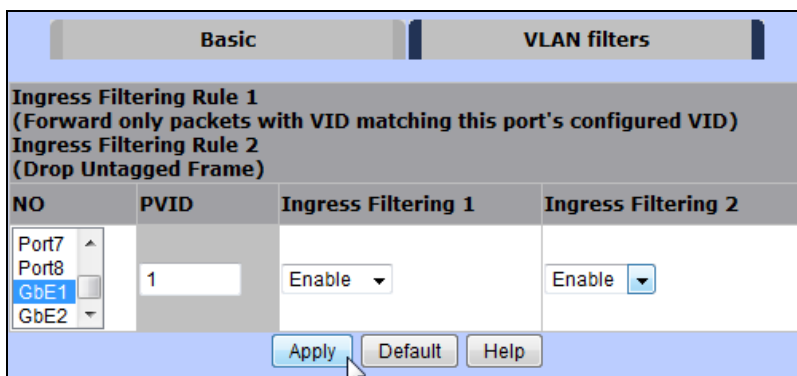 Basic VLAN filters
Ingress Filtering Rule 1
(Forward only packets with VID matching this port's configured VID)
Ingress Filtering Rule 2
(Drop Untagged Frame)
NO PVID Ingress Filtering 1 Ingress Filtering 2
Port7
Port8
GbE1
GbE2
1
Enable
Enable
Apply Default Help